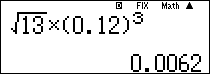 D FIX Math ▲
√13×(0.12)³
0.0062